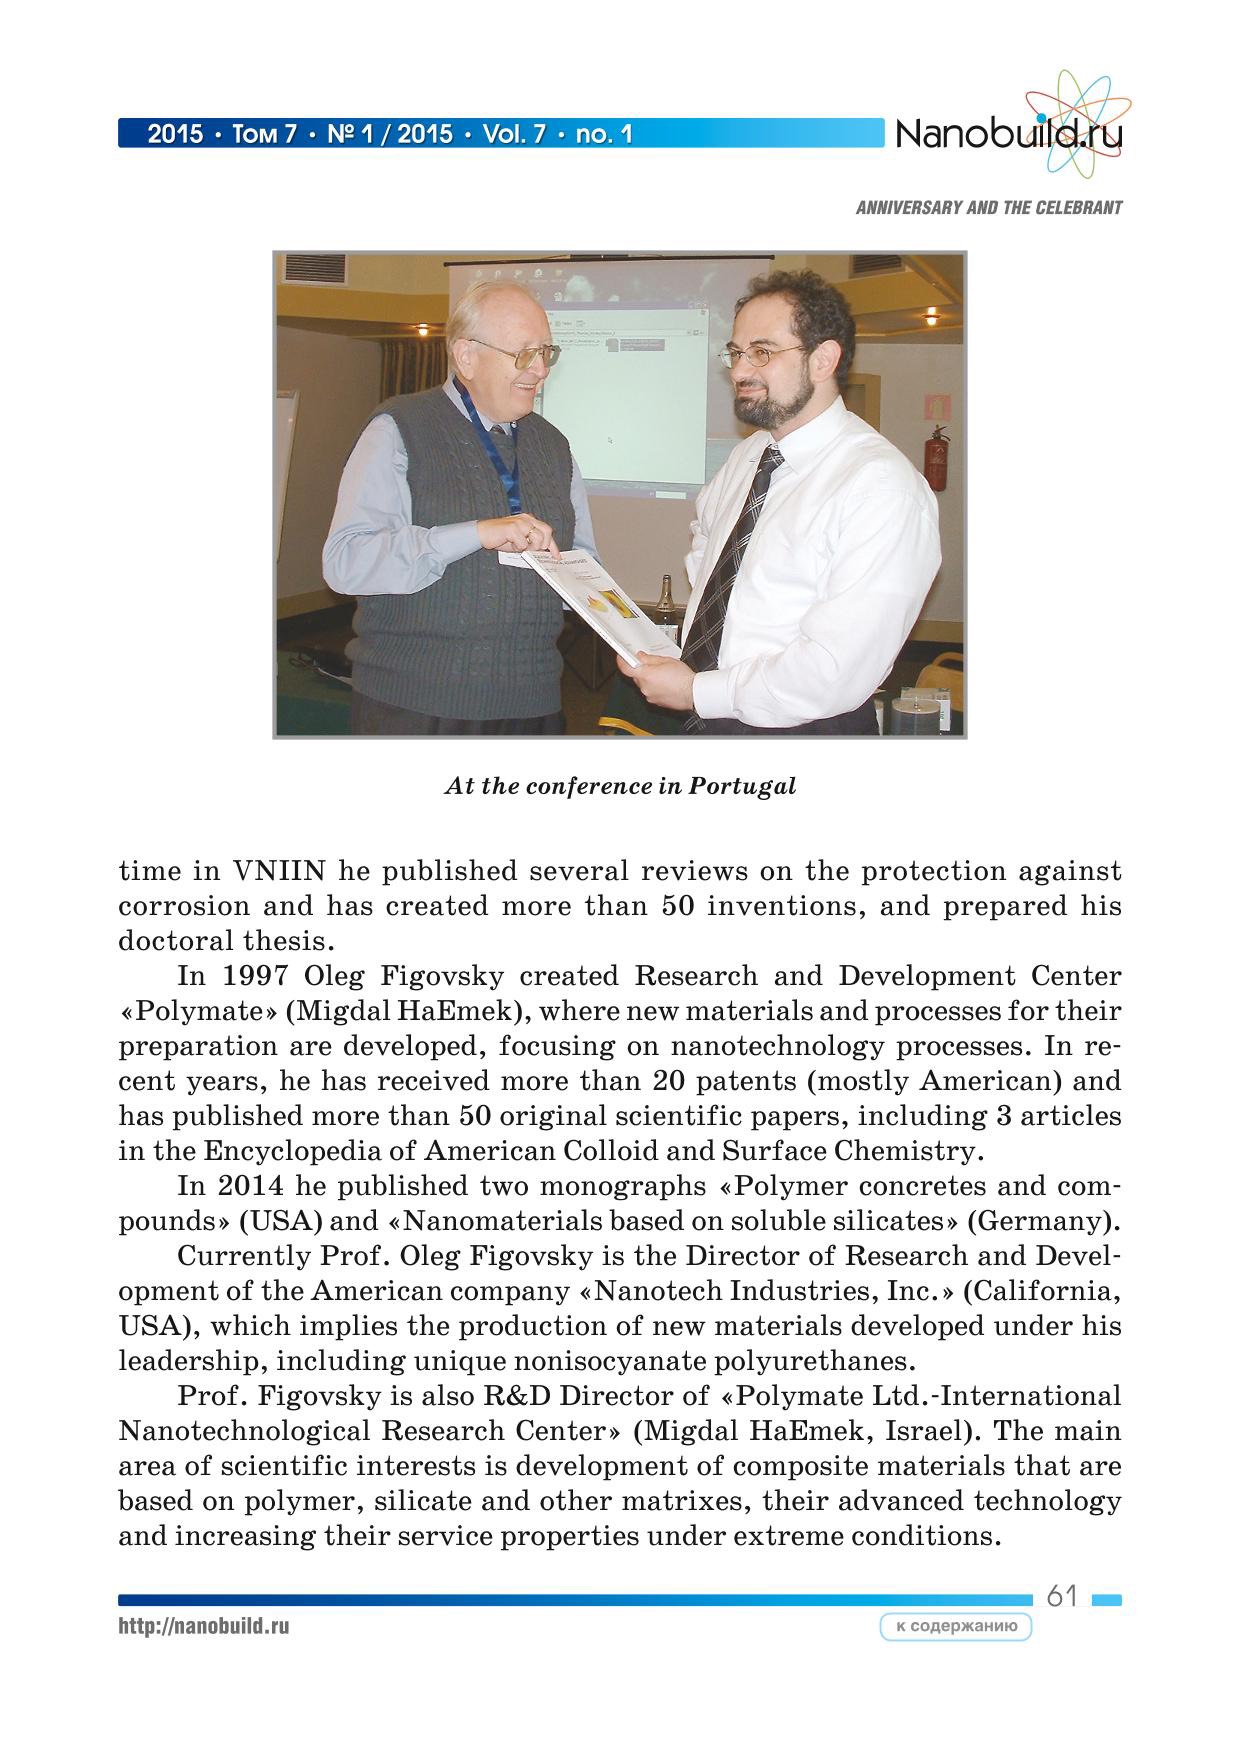 2015 • Том 7 • № 1 / 2015 • Vol. 7 • no. 1
Nanobuild.ru
ANNIVERSARY AND THE CELEBRANT
At the conference in Portugal
time in VNIIN he published several reviews on the protection against
corrosion and has created more than 50 inventions, and prepared his
doctoral thesis.
In 1997 Oleg Figovsky created Research and Development Center
«Polymate» (Migdal HaEmek), where new materials and processes for their
preparation are developed, focusing on nanotechnology processes. In re-
cent years, he has received more than 20 patents (mostly American) and
has published more than 50 original scientific papers, including 3 articles
in the Encyclopedia of American Colloid and Surface Chemistry.
In 2014 he published two monographs «Polymer concretes and com-
pounds» (USA) and «Nanomaterials based on soluble silicates» (Germany).
Currently Prof. Oleg Figovsky is the Director of Research and Devel-
opment of the American company «Nanotech Industries, Inc.» (California,
USA), which implies the production of new materials developed under his
leadership, including unique nonisocyanate polyurethanes.
Prof. Figovsky is also R&D Director of «Polymate Ltd.-International
Nanotechnological Research Center» (Migdal HaEmek, Israel). The main
area of scientific interests is development of composite materials that are
based on polymer, silicate and other matrixes, their advanced technology
and increasing their service properties under extreme conditions.
61
http://nanobuild.ru
к содержанию